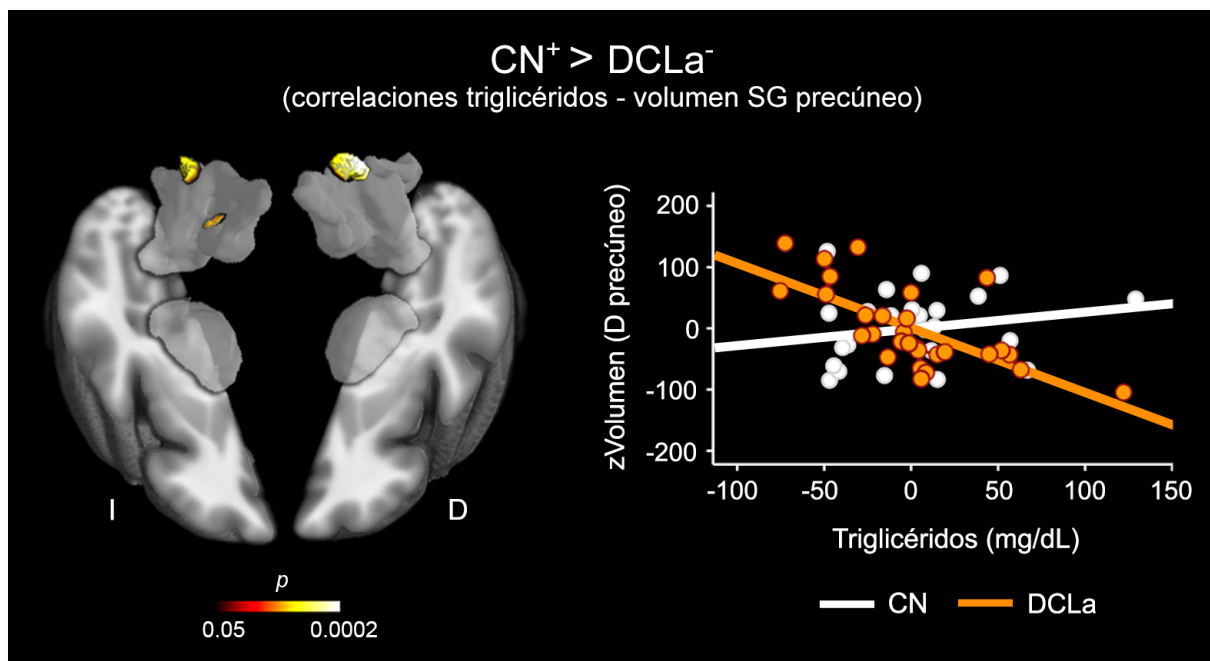 CN⁺ > DCLa⁻
(correlaciones triglicéridos - volumen SG precúneo)
I
D
p
0.05
0.0002
zVolumen (D precúneo)
200
100
0
-100
-200
-100
-50
0
50
100
150
Triglicéridos (mg/dL)
CN
DCLa